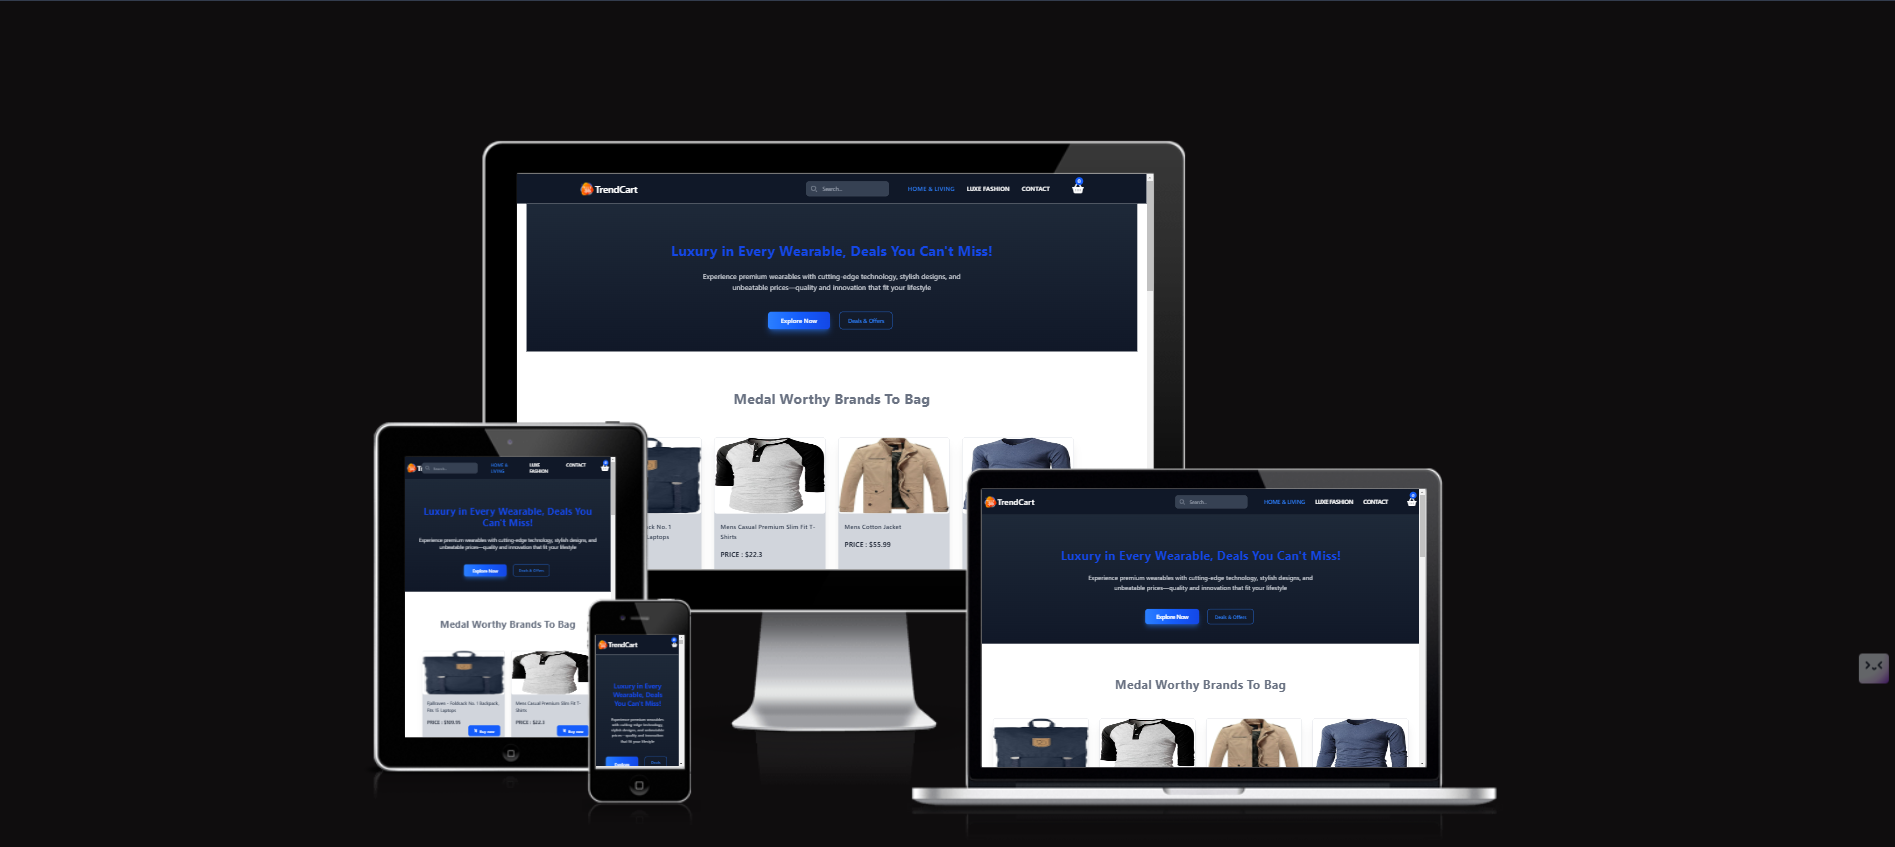 TrendCart
Search...
HOME & LIVING
LUXE FASHION
CONTACT
0
Luxury in Every Wearable, Deals You Can't Miss!
Experience premium wearables with cutting-edge technology, stylish designs, and
unbeatable prices—quality and innovation that fit your lifestyle
Explore Now
Deals & Offers
Medal Worthy Brands To Bag
ck No. 1
Laptops
Mens Casual Premium Slim Fit T-
Shirts
PRICE : $22.3
Mens Cotton Jacket
PRICE : $55.99
Search...
HOME &
LIVING
LUXE
FASHION
CONTACT
Luxury in Every Wearable, Deals You
Can't Miss!
Experience premium wearables with cutting-edge technology, stylish designs, and
unbeatable prices—quality and innovation that fit your lifestyle
Explore Now
Deals & Offers
Medal Worthy Brands To Bag
Fjallraven - Foldsack No. 1 Backpack,
Fits 15 Laptops
PRICE : $109.95
Buy now
Mens Casual Premium Slim Fit T-
Shirts
PRICE : $22.3
Buy now
TrendCart
Luxury in Every
Wearable, Deals
You Can't Miss!
Experience premium wearables
with cutting-edge technology,
stylish designs, and unbeatable
prices—quality and innovation
that fit your lifestyle
Explore
Deals
TrendCart
Search...
HOME & LIVING
LUXE FASHION
CONTACT
0
Luxury in Every Wearable, Deals You Can't Miss!
Experience premium wearables with cutting-edge technology, stylish designs, and
unbeatable prices—quality and innovation that fit your lifestyle
Explore Now
Deals & Offers
Medal Worthy Brands To Bag